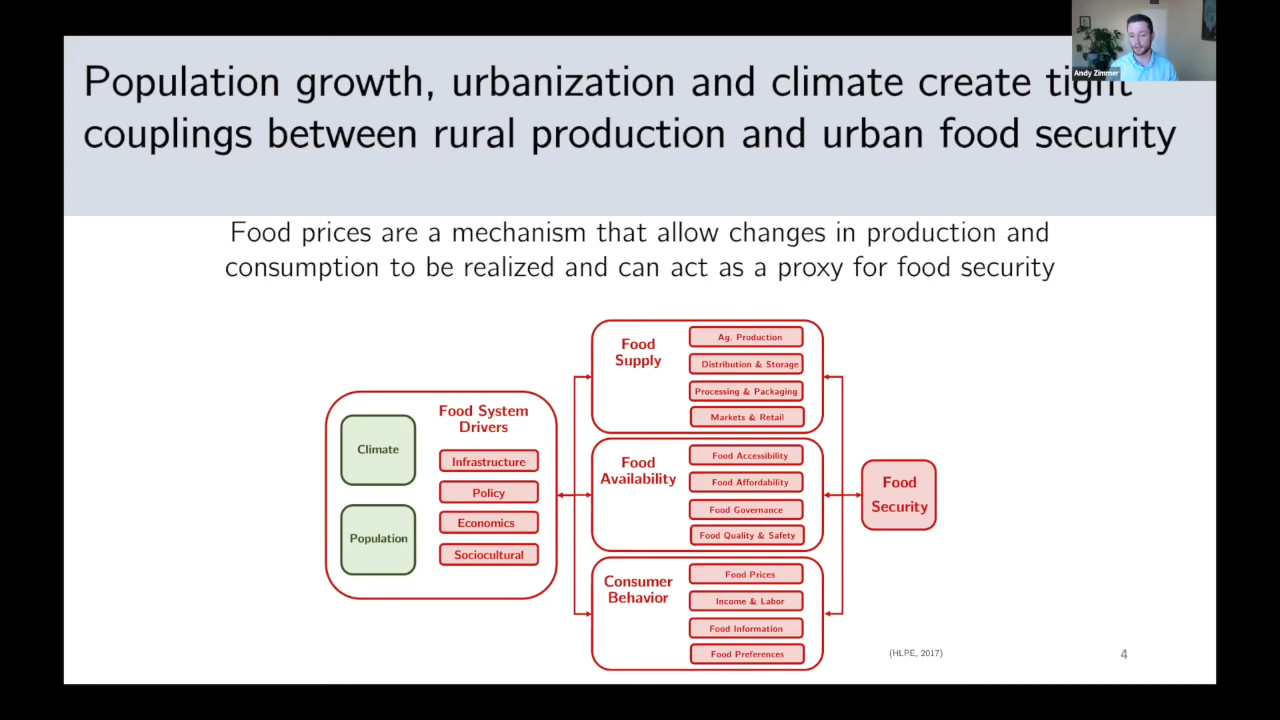 Andy Zimmer
Population growth, urbanization and climate create tight
couplings between rural production and urban food security
Food prices are a mechanism that allow changes in production and
consumption to be realized and can act as a proxy for food security
Food System
Drivers
Climate
Population
Infrastructure
Policy
Economics
Sociocultural
Food
Supply
Ag. Production
Distribution & Storage
Processing & Packaging
Markets & Retail
Food
Availability
Food Accessibility
Food Affordability
Food Governance
Food Quality & Safety
Consumer
Behavior
Food Prices
Income & Labor
Food Information
Food Preferences
Food
Security
(HLPE, 2017)
4